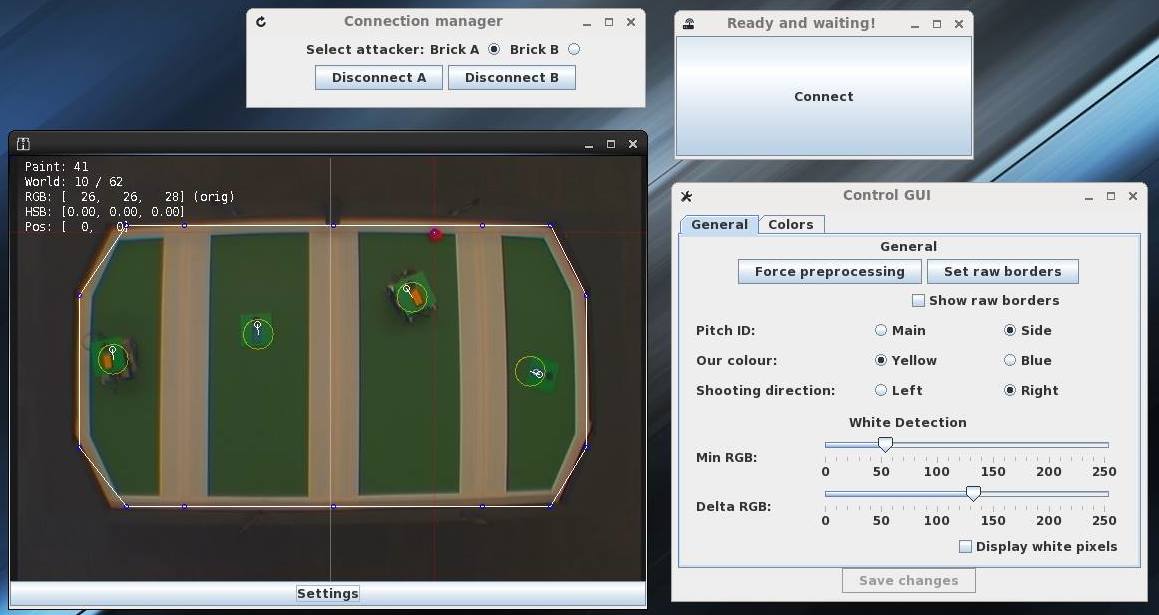 Connection manager
Select attacker: Brick A Brick B
Disconnect A Disconnect B
Ready and waiting!
Connect
Paint: 41
World: 10 / 62
RGB: [ 26, 26, 28] (orig)
HSB: [0.00, 0.00, 0.00]
Pos: [ 0, 0]
Settings
Control GUI
General Colors
General
Force preprocessing Set raw borders
Show raw borders
Pitch ID: Main Side
Our colour: Yellow Blue
Shooting direction: Left Right
White Detection
Min RGB:
0 50 100 150 200 250
Delta RGB:
0 50 100 150 200 250
Display white pixels
Save changes